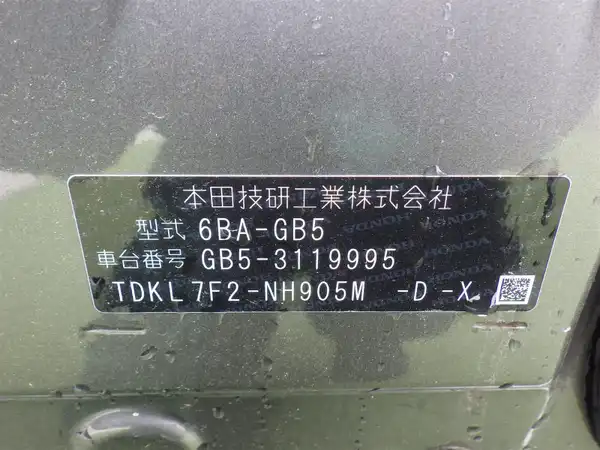 本田技研工業株式会社
型式 6BA-GB5
車台番号 GB5-3119995
TDKL7F2-NH905M -D -X